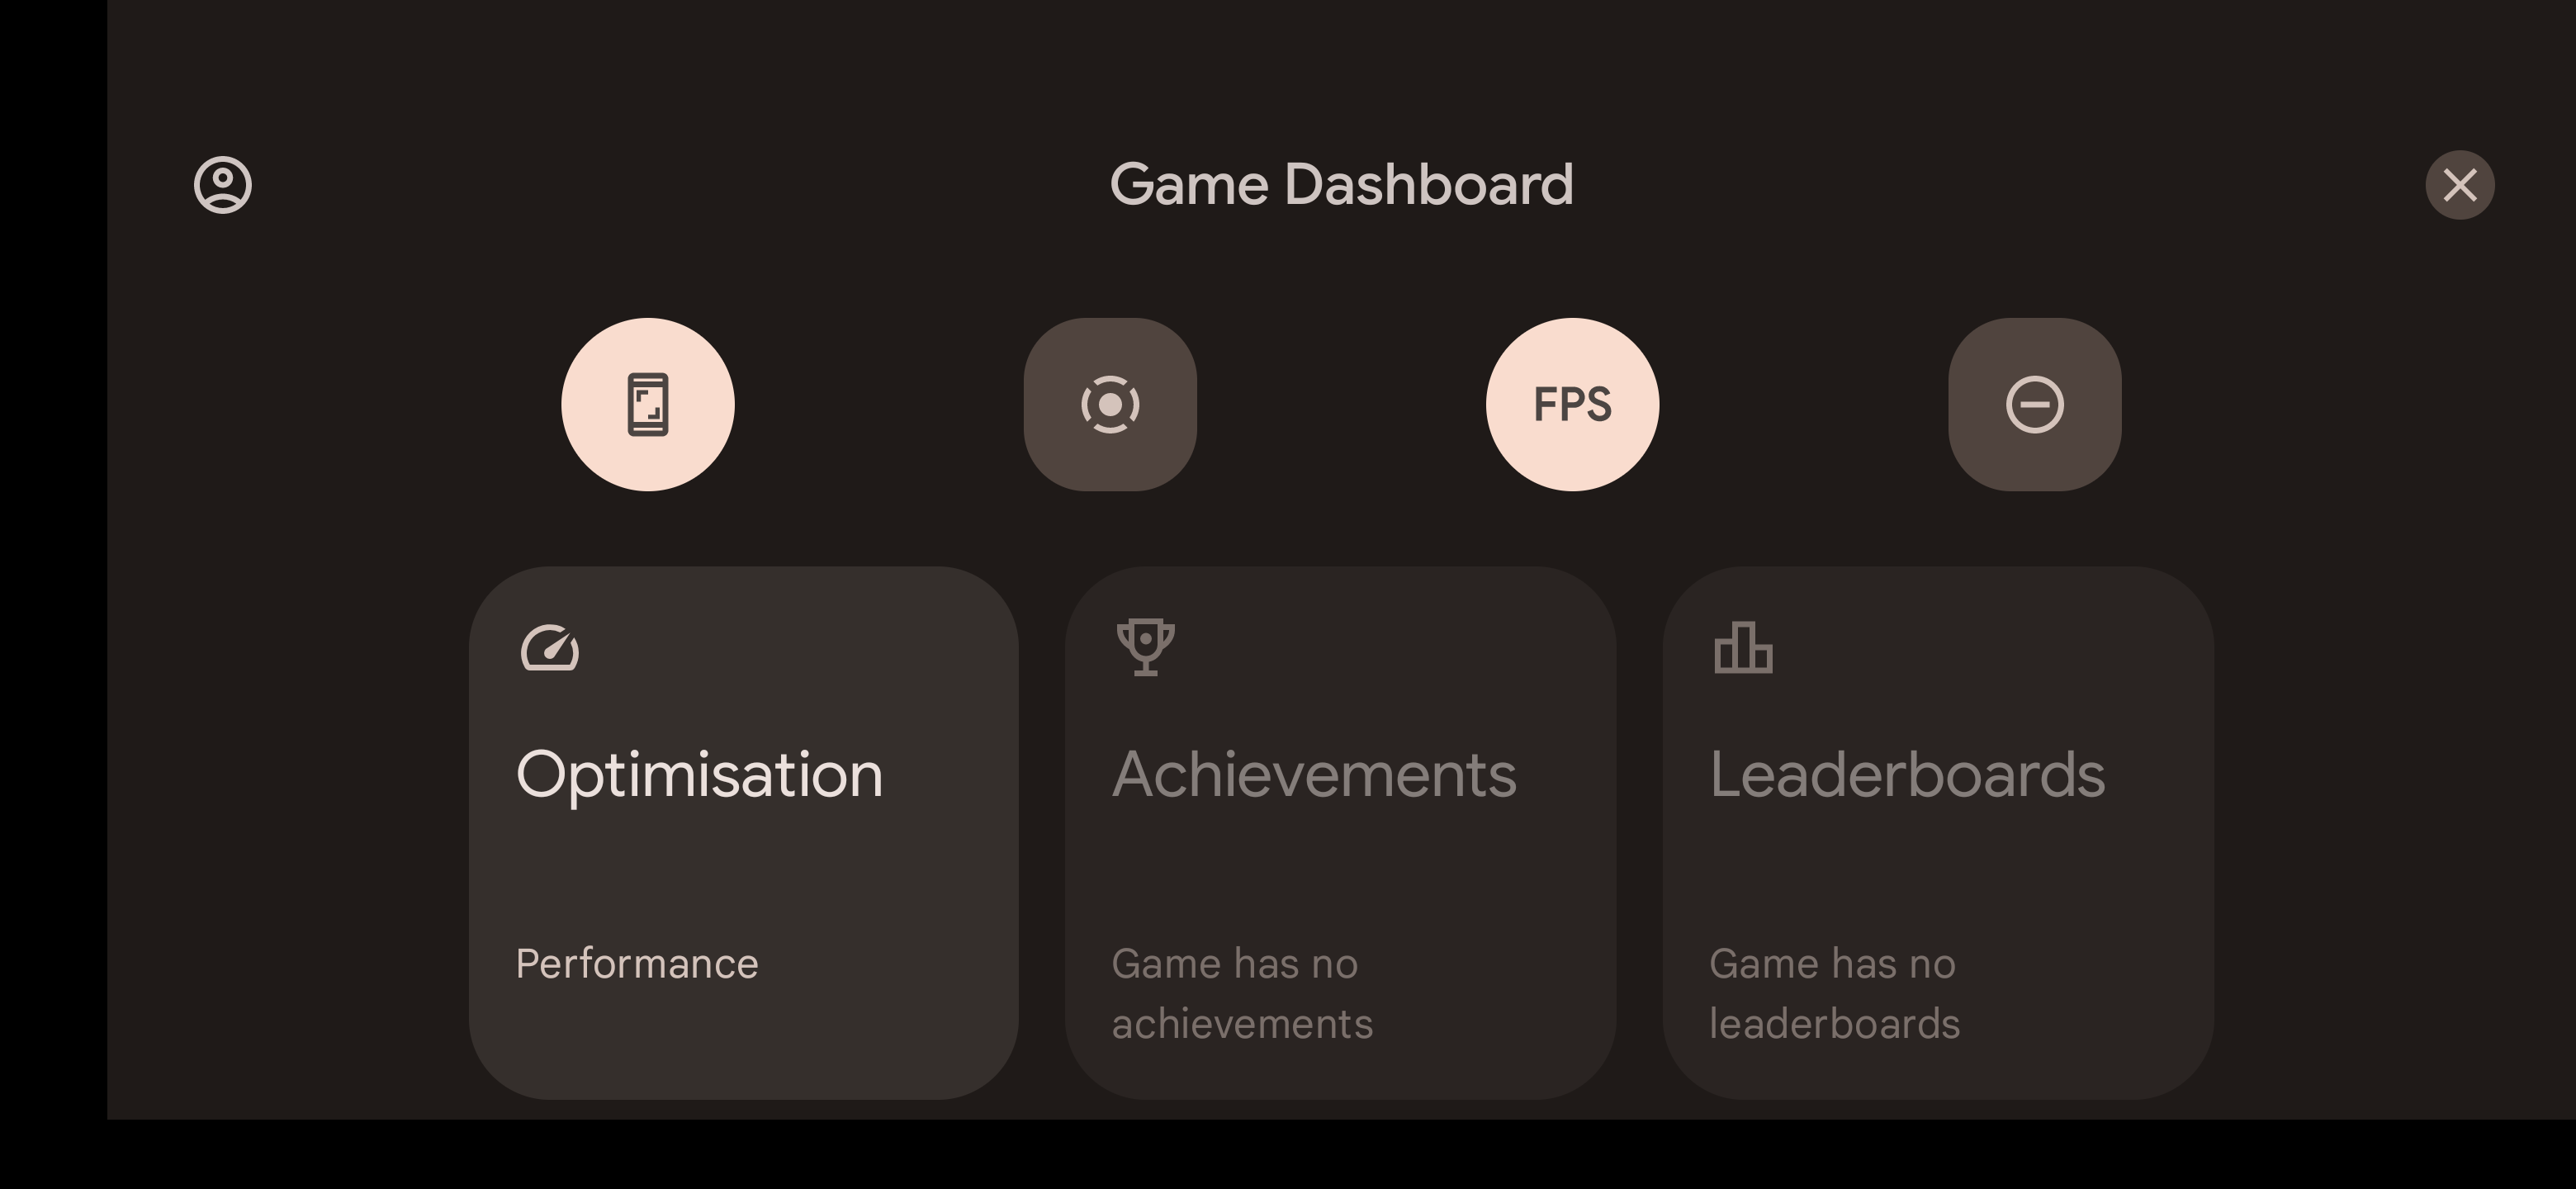 Game Dashboard
FPS
Optimisation
Performance
Achievements
Game has no
achievements
Leaderboards
Game has no
leaderboards